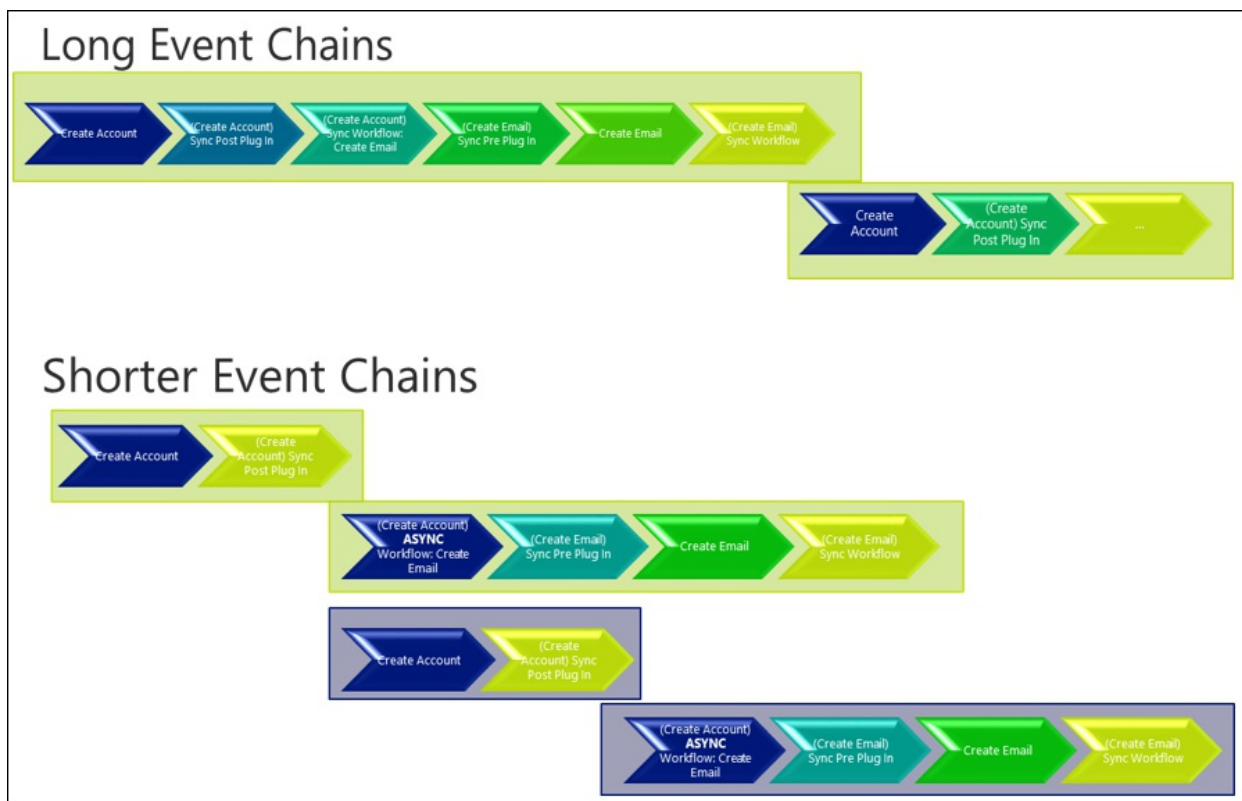 Long Event Chains
Create Account
(Create Account)
Sync Post Plug In
(Create Account)
Sync Workflow:
Create Email
(Create Email)
Sync Pre Plug In
Create Email
(Create Email)
Sync Workflow
Create
Account
(Create
Account) Sync
Post Plug In
...
Shorter Event Chains
Create Account
(Create
Account) Sync
Post Plug In
(Create Account)
ASYNC
Workflow: Create
Email
(Create Email)
Sync Pre Plug In
Create Email
(Create Email)
Sync Workflow
Create Account
(Create
Account) Sync
Post Plug In
(Create Account)
ASYNC
Workflow: Create
Email
(Create Email)
Sync Pre Plug In
Create Email
(Create Email)
Sync Workflow